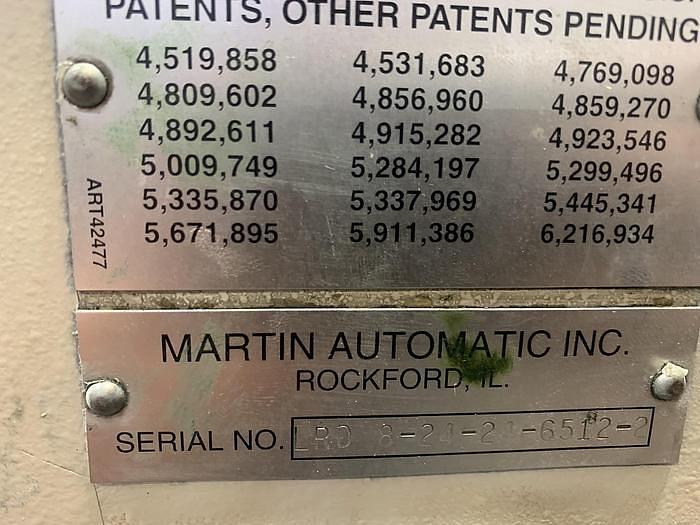 PATENTS, OTHER PATENTS PENDING
4,519,858 4,531,683 4,769,098
4,809,602 4,856,960 4,859,270
4,892,611 4,915,282 4,923,546
5,009,749 5,284,197 5,299,496
5,335,870 5,337,969 5,445,341
5,671,895 5,911,386 6,216,934
ART42477
MARTIN AUTOMATIC INC.
ROCKFORD, IL.
SERIAL NO. LRD